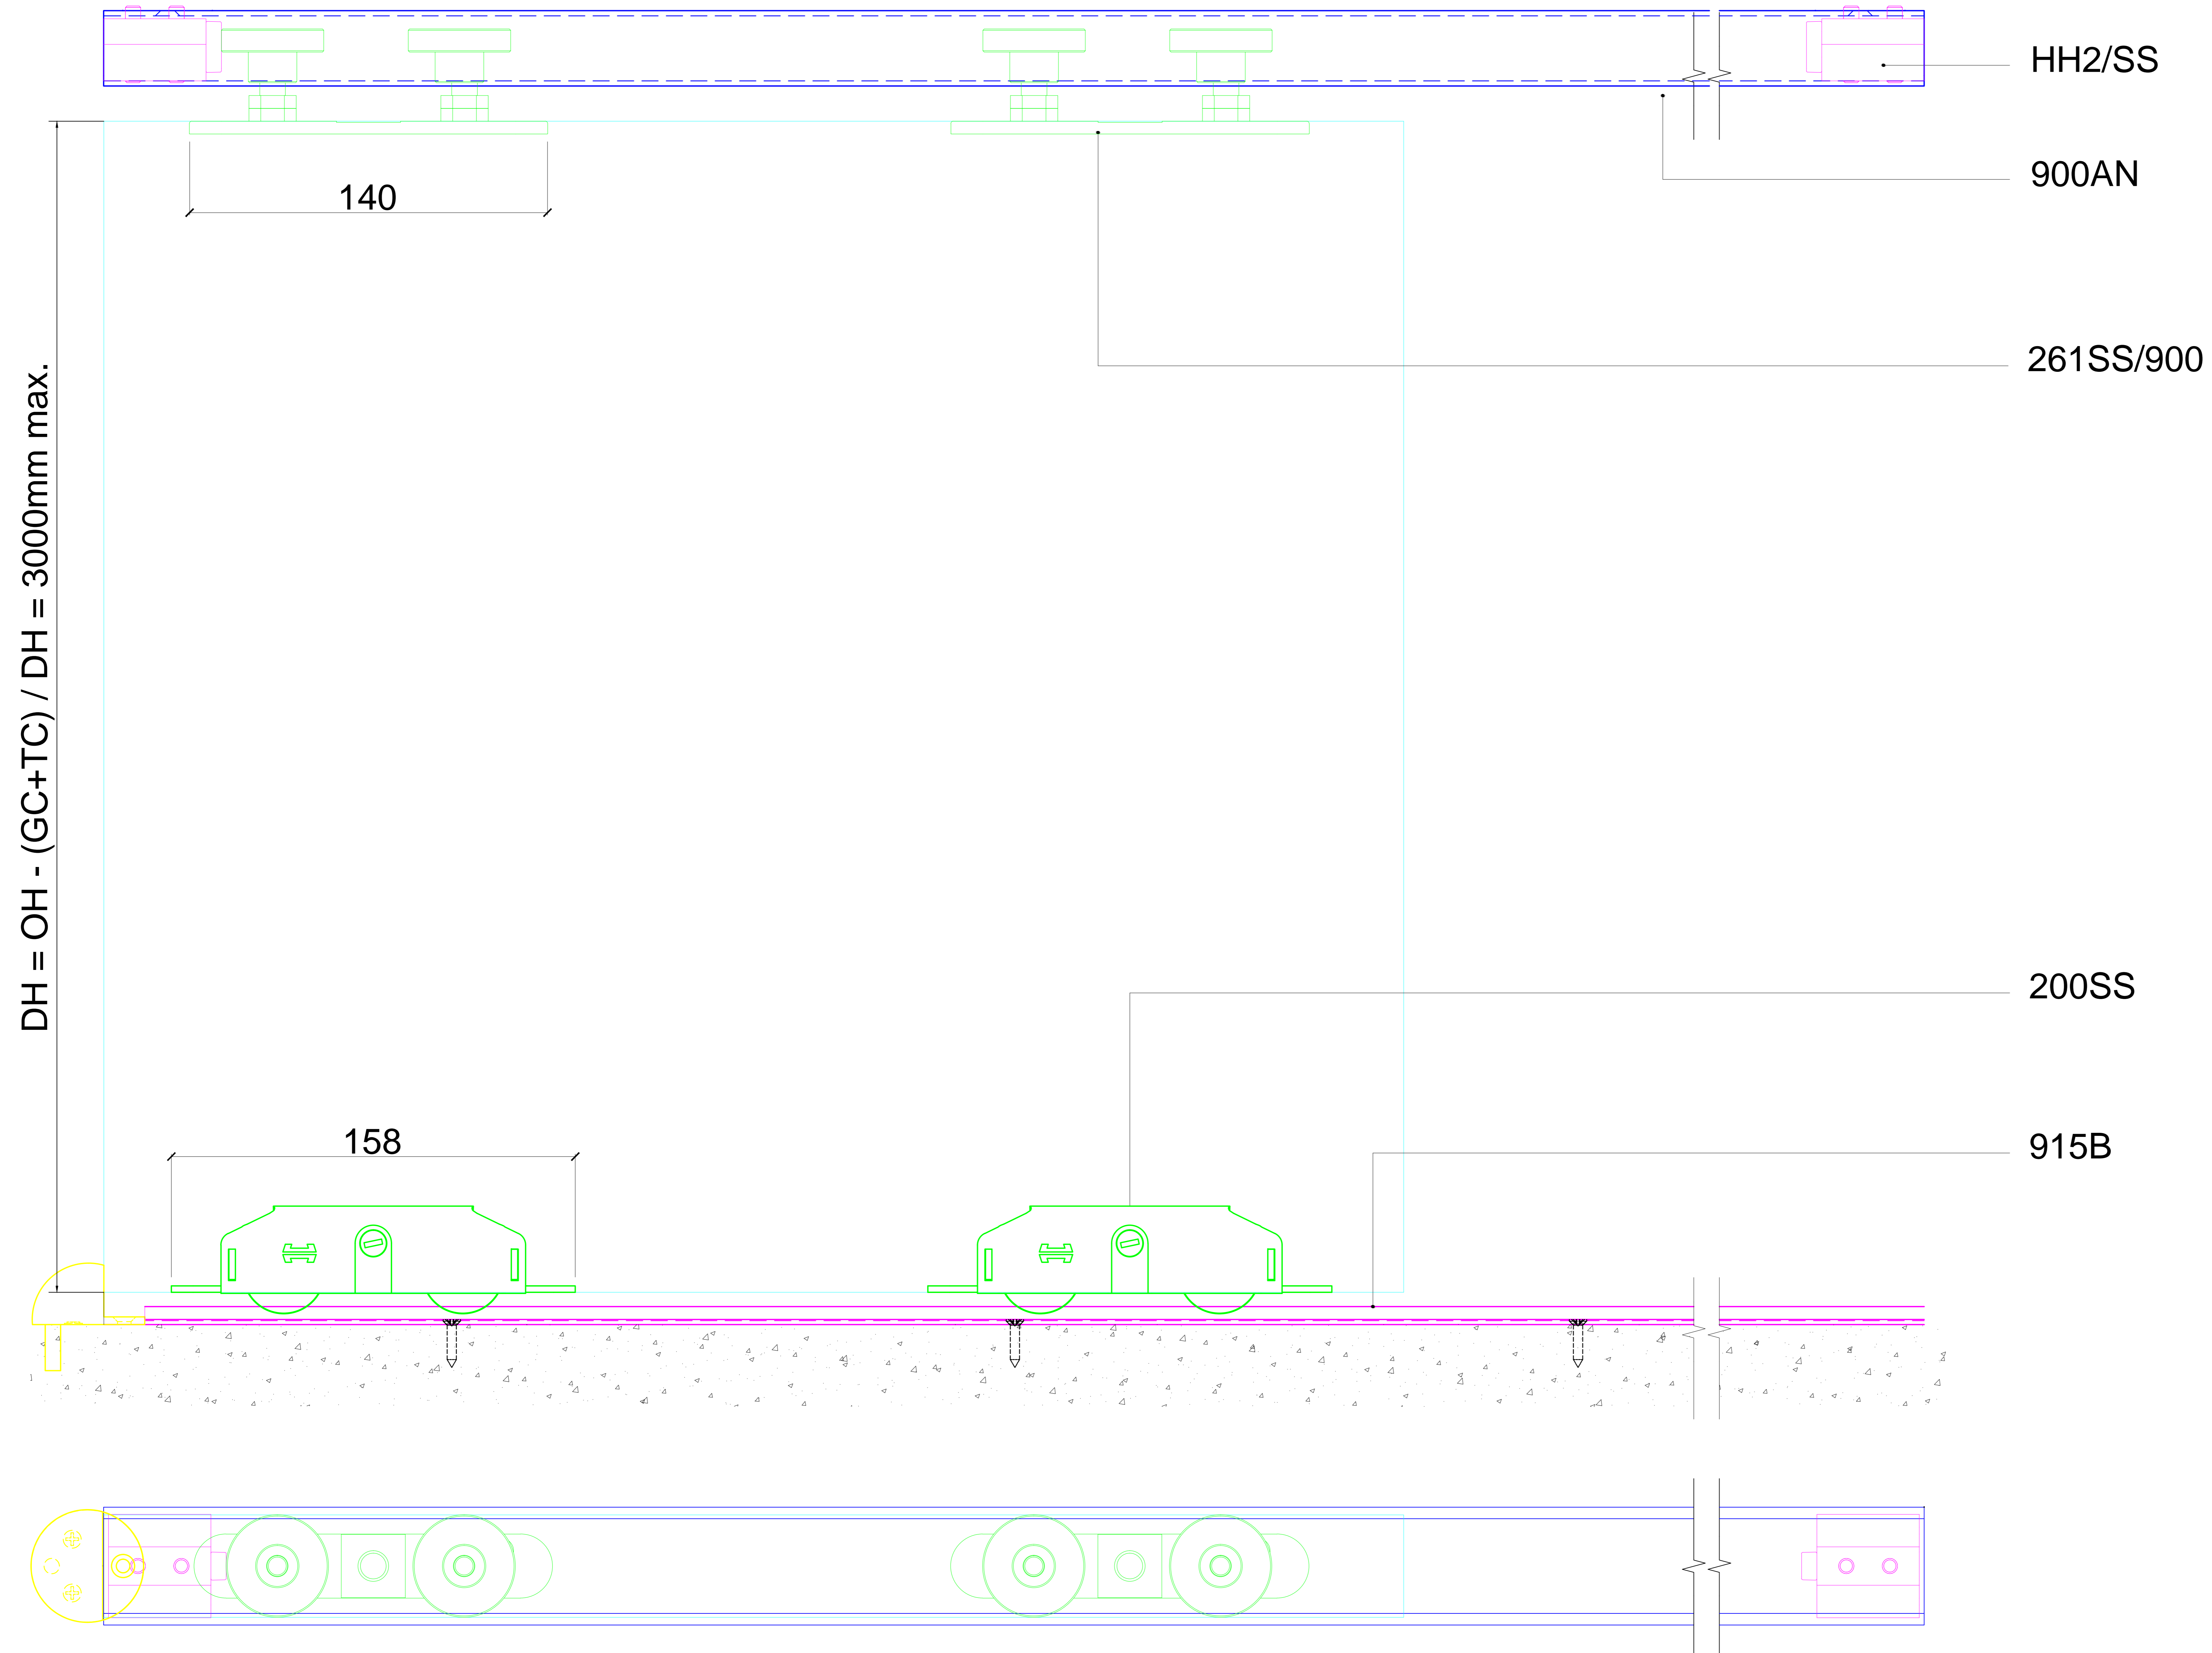 HH2/SS
900AN
140
261SS/900
DH = OH - (GC+TC) / DH = 3000mm max.
200SS
158
915B